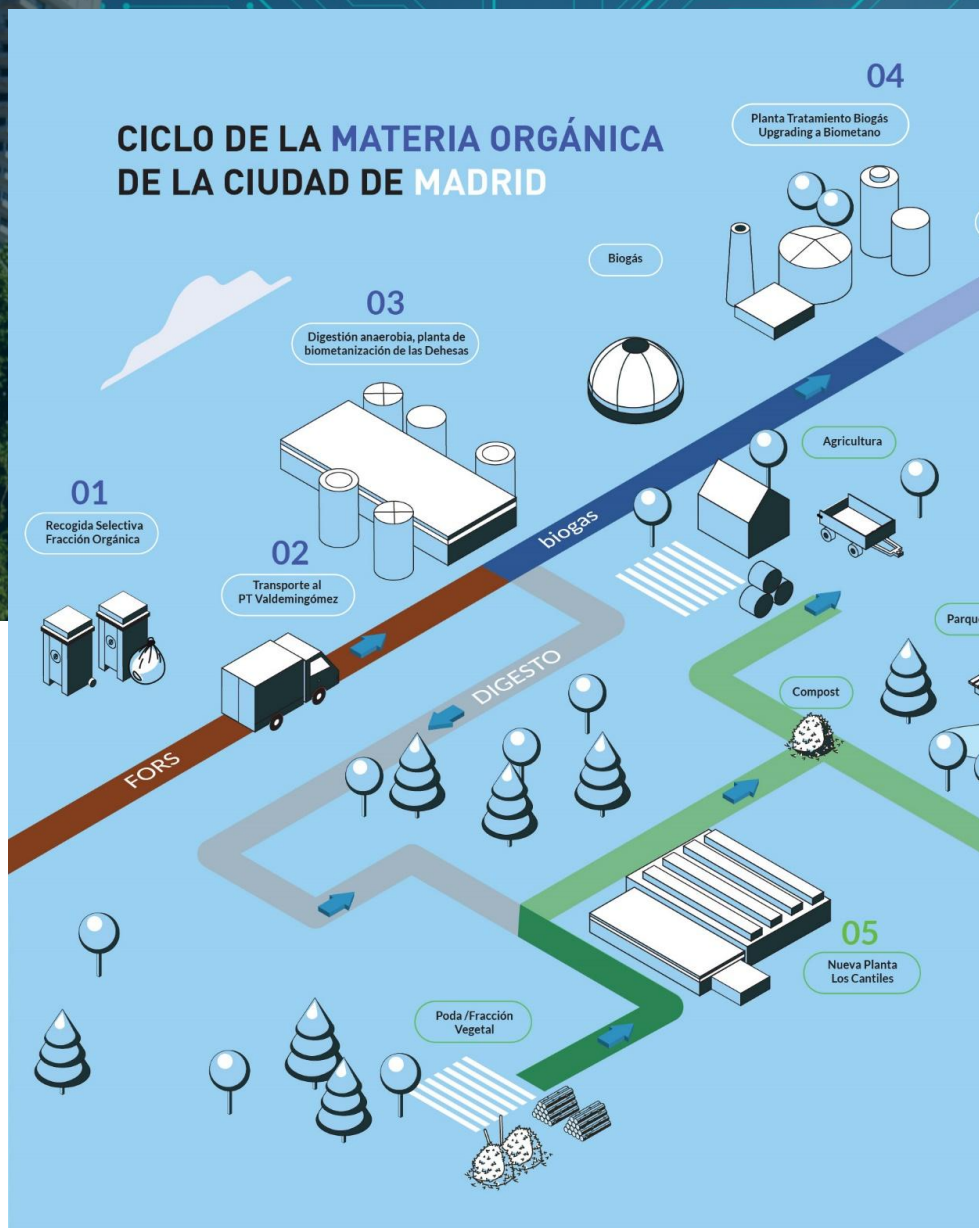 CICLO DE LA MATERIA ORGÁNICA
DE LA CIUDAD DE MADRID
04
Planta Tratamiento Biogás
Upgrading a Biometano
Biogás
03
Digestión anaerobia, planta de
biometanización de las Dehesas
Agricultura
01
Recogida Selectiva
Fracción Orgánica
biogas
02
Transporte al
PT Valdemingómez
Parqu
DIGESTO
Compost
FORS
05
Nueva Planta
Los Cantiles
Poda /Fracción
Vegetal